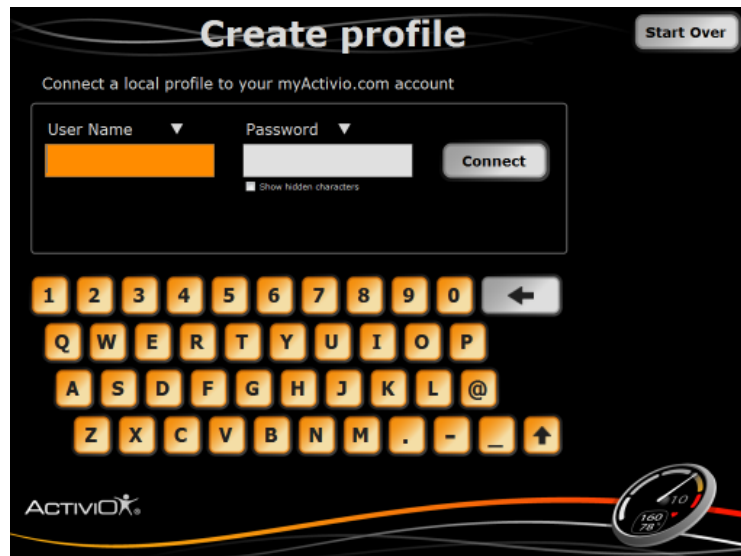 Create profile
Start Over
Connect a local profile to your myActivio.com account
User Name ▼ Password ▼
Connect
Show hidden characters
1 2 3 4 5 6 7 8 9 0
Q W E R T Y U I O P
A S D F G H J K L @
Z X C V B N M . - _
ACTIVIO
10
160
78